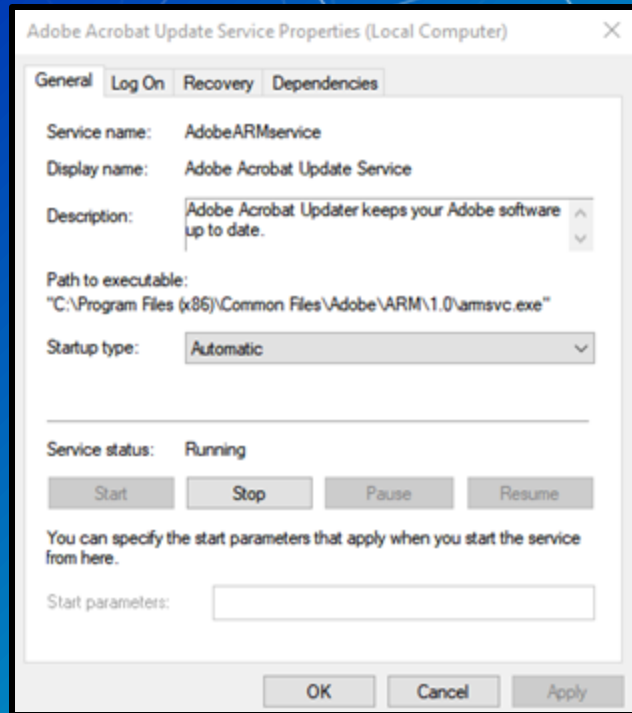 Adobe Acrobat Update Service Properties (Local Computer)
General Log On Recovery Dependencies
Service name: AdobeARMservice
Display name: Adobe Acrobat Update Service
Description: Adobe Acrobat Updater keeps your Adobe software
up to date.
Path to executable:
"C:\Program Files (x86)\Common Files\Adobe\ARM\1.0\armsvc.exe"
Startup type: Automatic
Service status: Running
Start Stop Pause Resume
You can specify the start parameters that apply when you start the service
from here.
Start parameters:
OK Cancel Apply